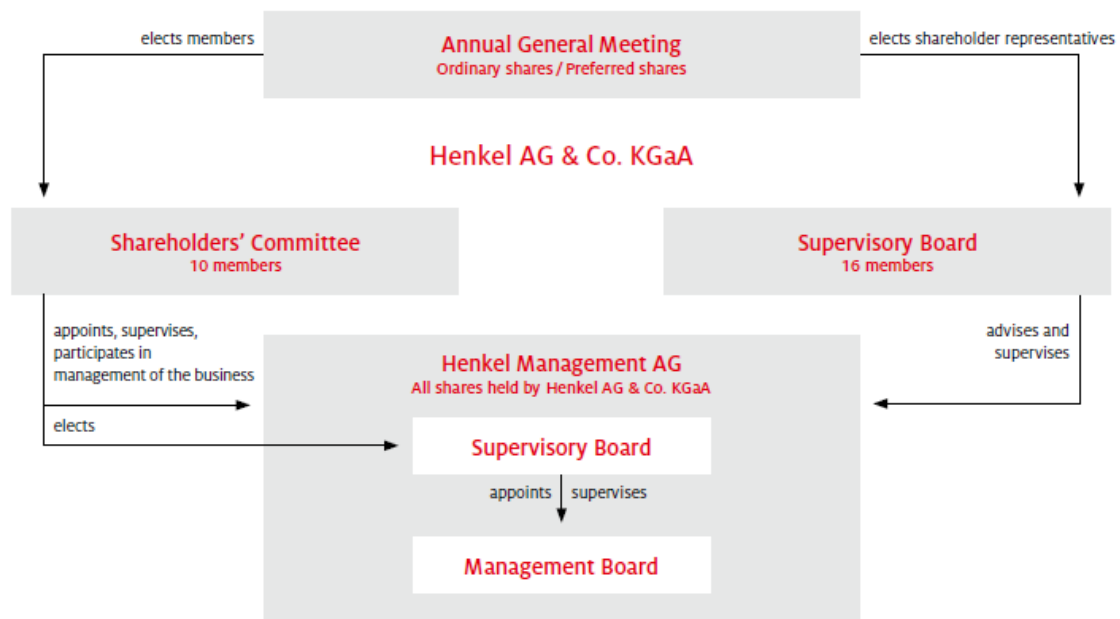 elects members
Annual General Meeting
Ordinary shares / Preferred shares
elects shareholder representatives
Henkel AG & Co. KGaA
Shareholders’ Committee
10 members
Supervisory Board
16 members
appoints, supervises,
participates in
management of the business
elects
advises and
supervises
Henkel Management AG
All shares held by Henkel AG & Co. KGaA
Supervisory Board
appoints
supervises
Management Board